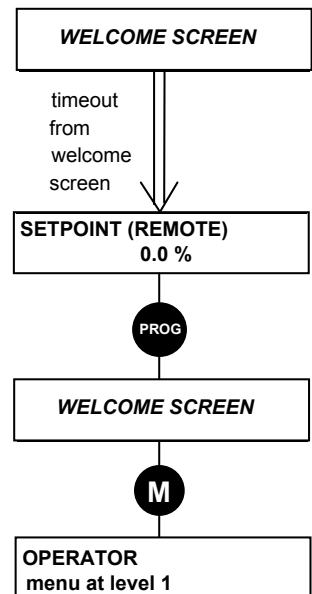 WELCOME SCREEN
timeout
from
welcome
screen
SETPOINT (REMOTE)
0.0 %
PROG
WELCOME SCREEN
M
OPERATOR
menu at level 1